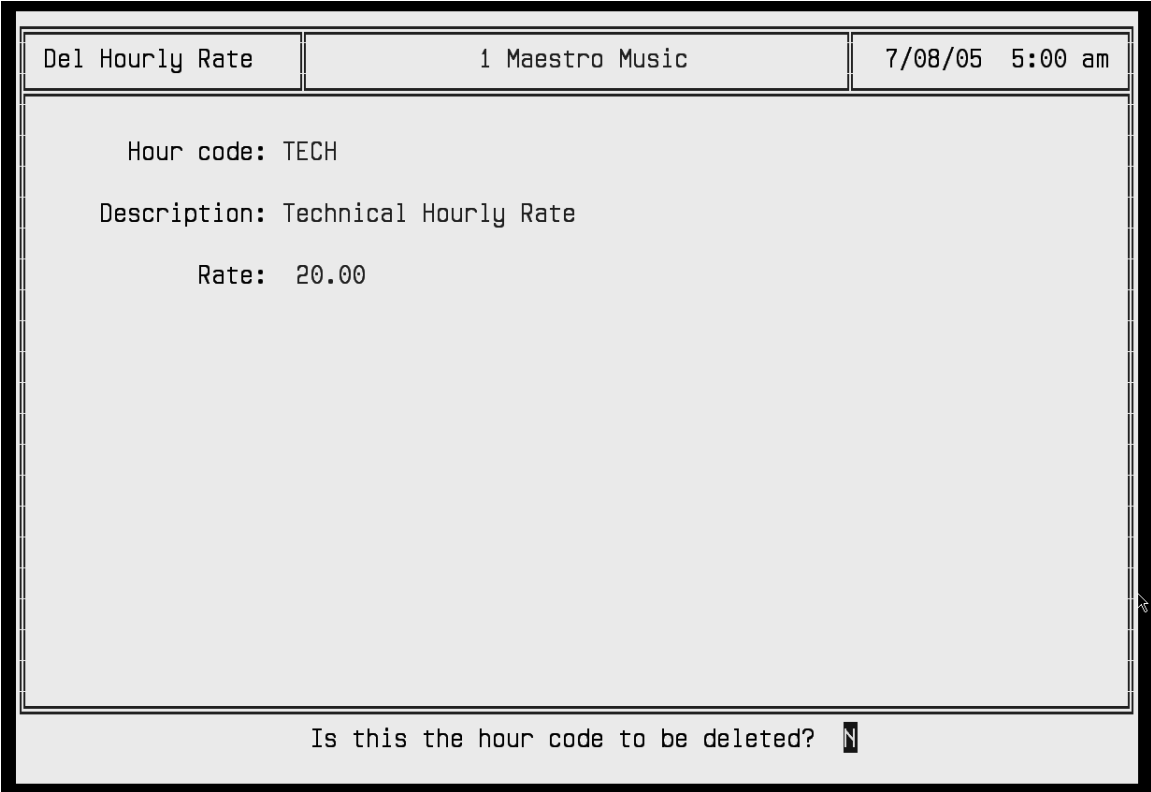 Del Hourly Rate 1 Maestro Music 7/08/05 5:00 am
Hour code: TECH
Description: Technical Hourly Rate
Rate: 20.00
Is this the hour code to be deleted? N